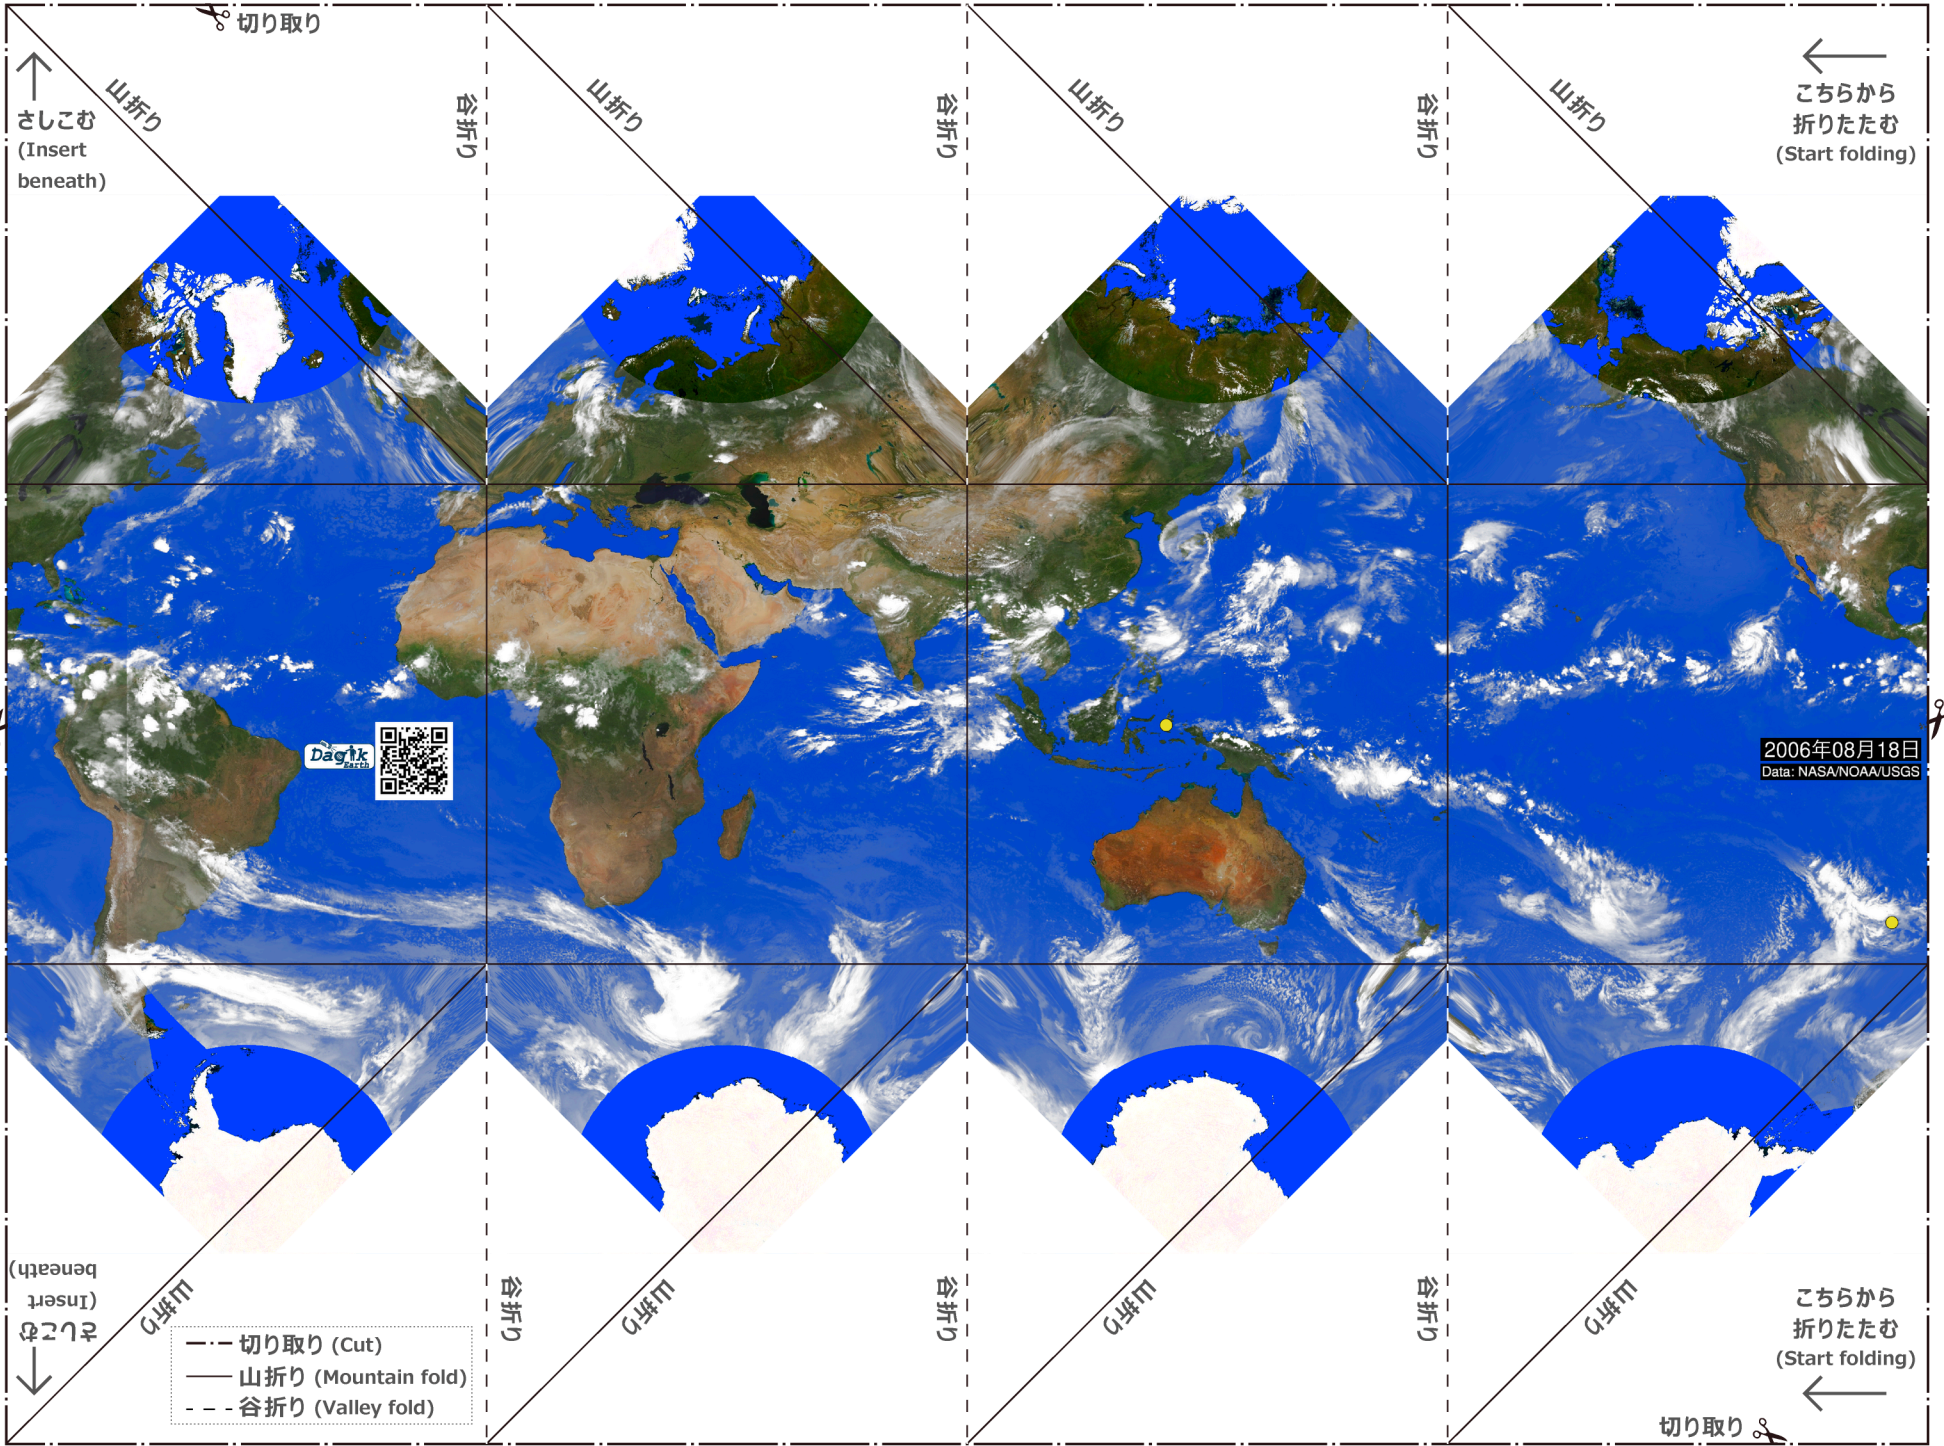 切り取り
山折り
谷折り
山折り
谷折り
山折り
谷折り
山折り
さしこむ
(Insert
beneath)
こちらから
折りたたむ
(Start folding)
Dagik
Earth
2006年08月18日
Data: NASA/NOAA/USGS
さしこむ
(Insert
beneath)
山折り
谷折り
山折り
谷折り
山折り
谷折り
山折り
切り取り (Cut)
山折り (Mountain fold)
谷折り (Valley fold)
こちらから
折りたたむ
(Start folding)
切り取り